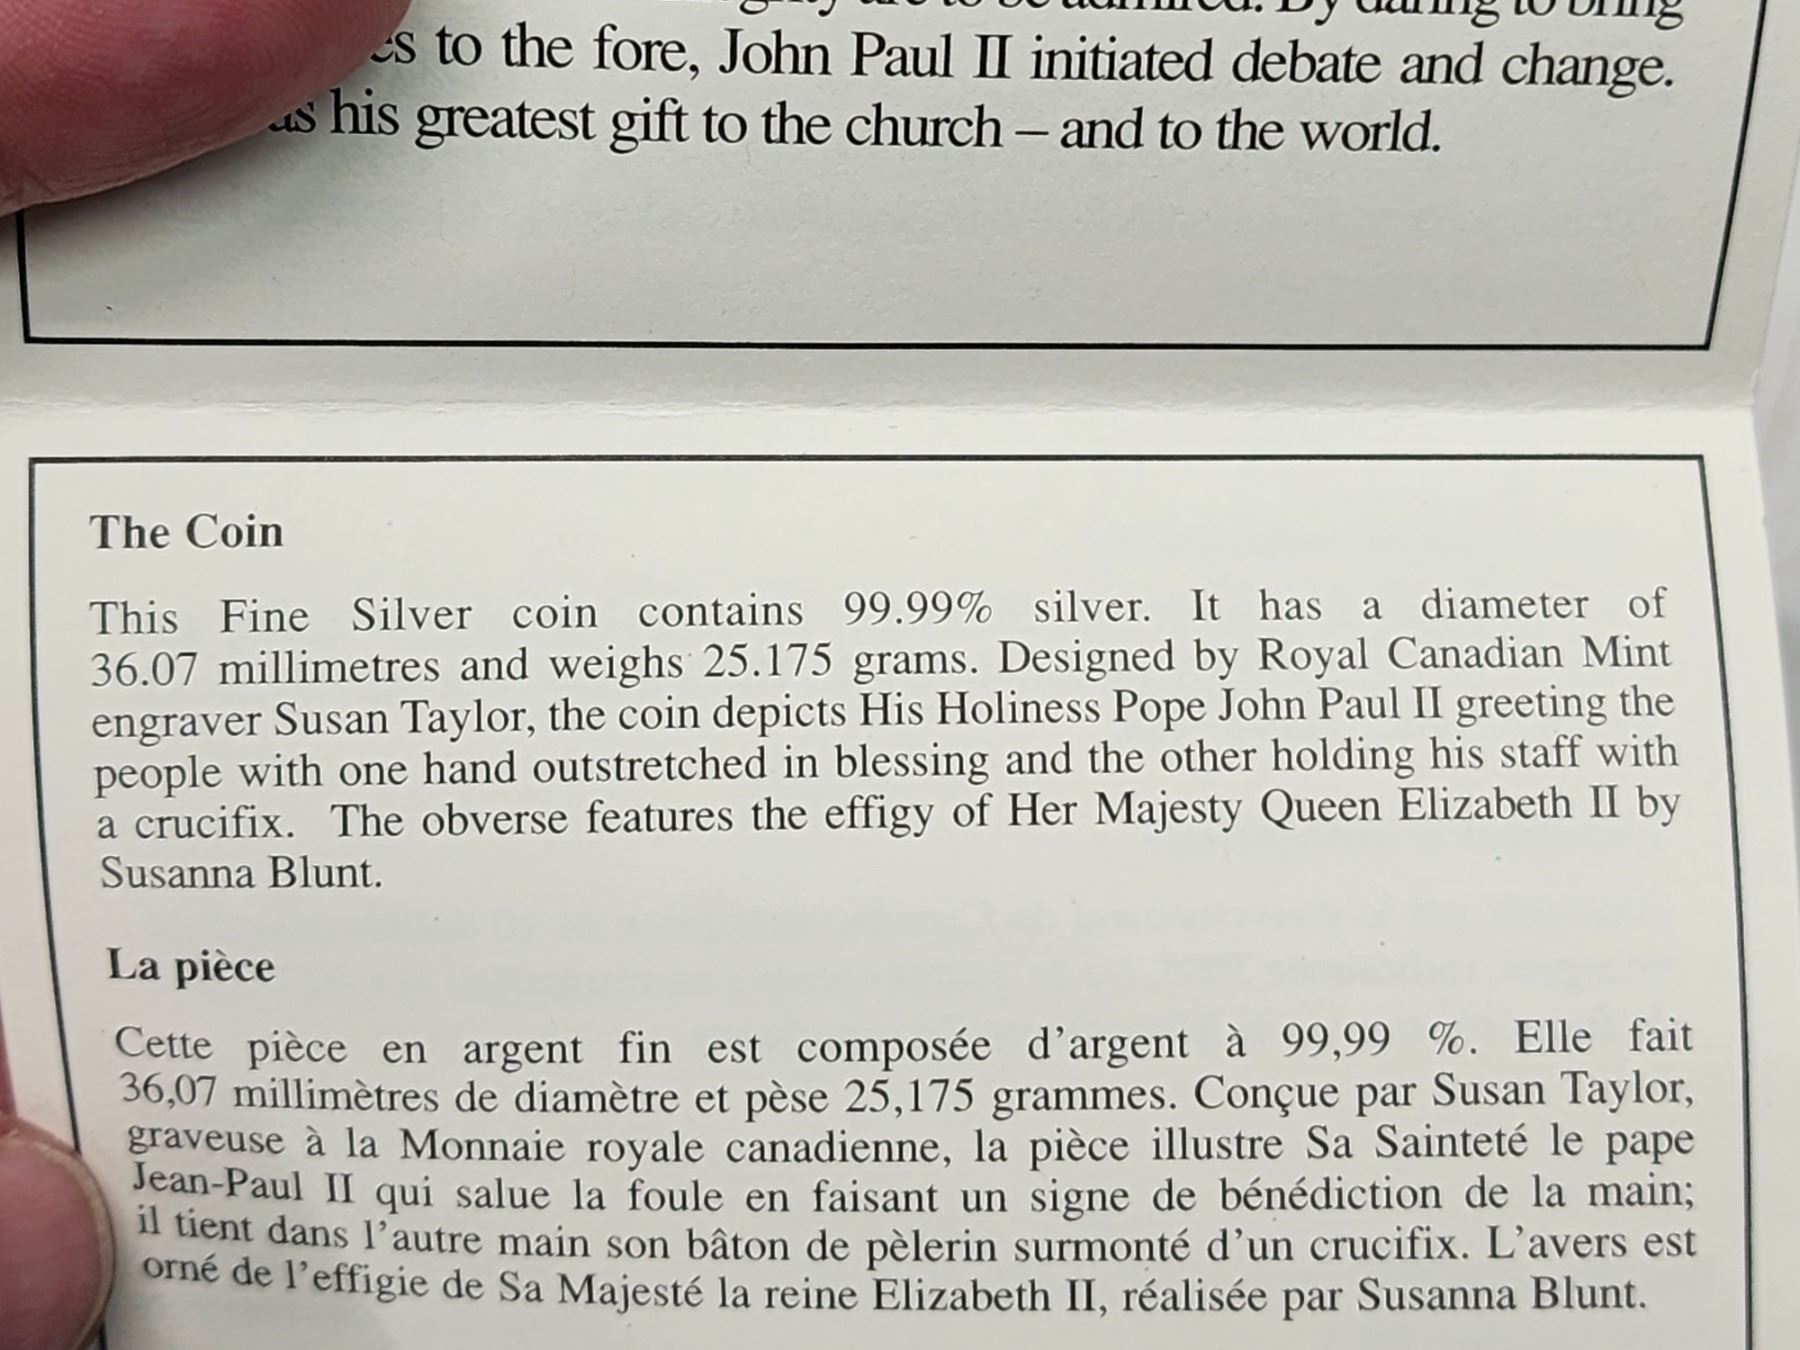 are to be admired. By daring to bring
to the fore, John Paul II initiated debate and change.
his greatest gift to the church – and to the world.
The Coin
This Fine Silver coin contains 99.99% silver. It has a diameter of
36.07 millimetres and weighs 25.175 grams. Designed by Royal Canadian Mint
engraver Susan Taylor, the coin depicts His Holiness Pope John Paul II greeting the
people with one hand outstretched in blessing and the other holding his staff with
a crucifix. The obverse features the effigy of Her Majesty Queen Elizabeth II by
Susanna Blunt.
La pièce
Cette pièce en argent fin est composée d'argent à 99,99 %. Elle fait
36,07 millimètres de diamètre et pèse 25,175 grammes. Conçue par Susan Taylor,
graveuse à la Monnaie royale canadienne, la pièce illustre Sa Sainteté le pape
Jean-Paul II qui salue la foule en faisant un signe de bénédiction de la main;
il tient dans l'autre main son bâton de pèlerin surmonté d'un crucifix. L'avers est
orné de l'effigie de Sa Majesté la reine Elizabeth II, réalisée par Susanna Blunt.